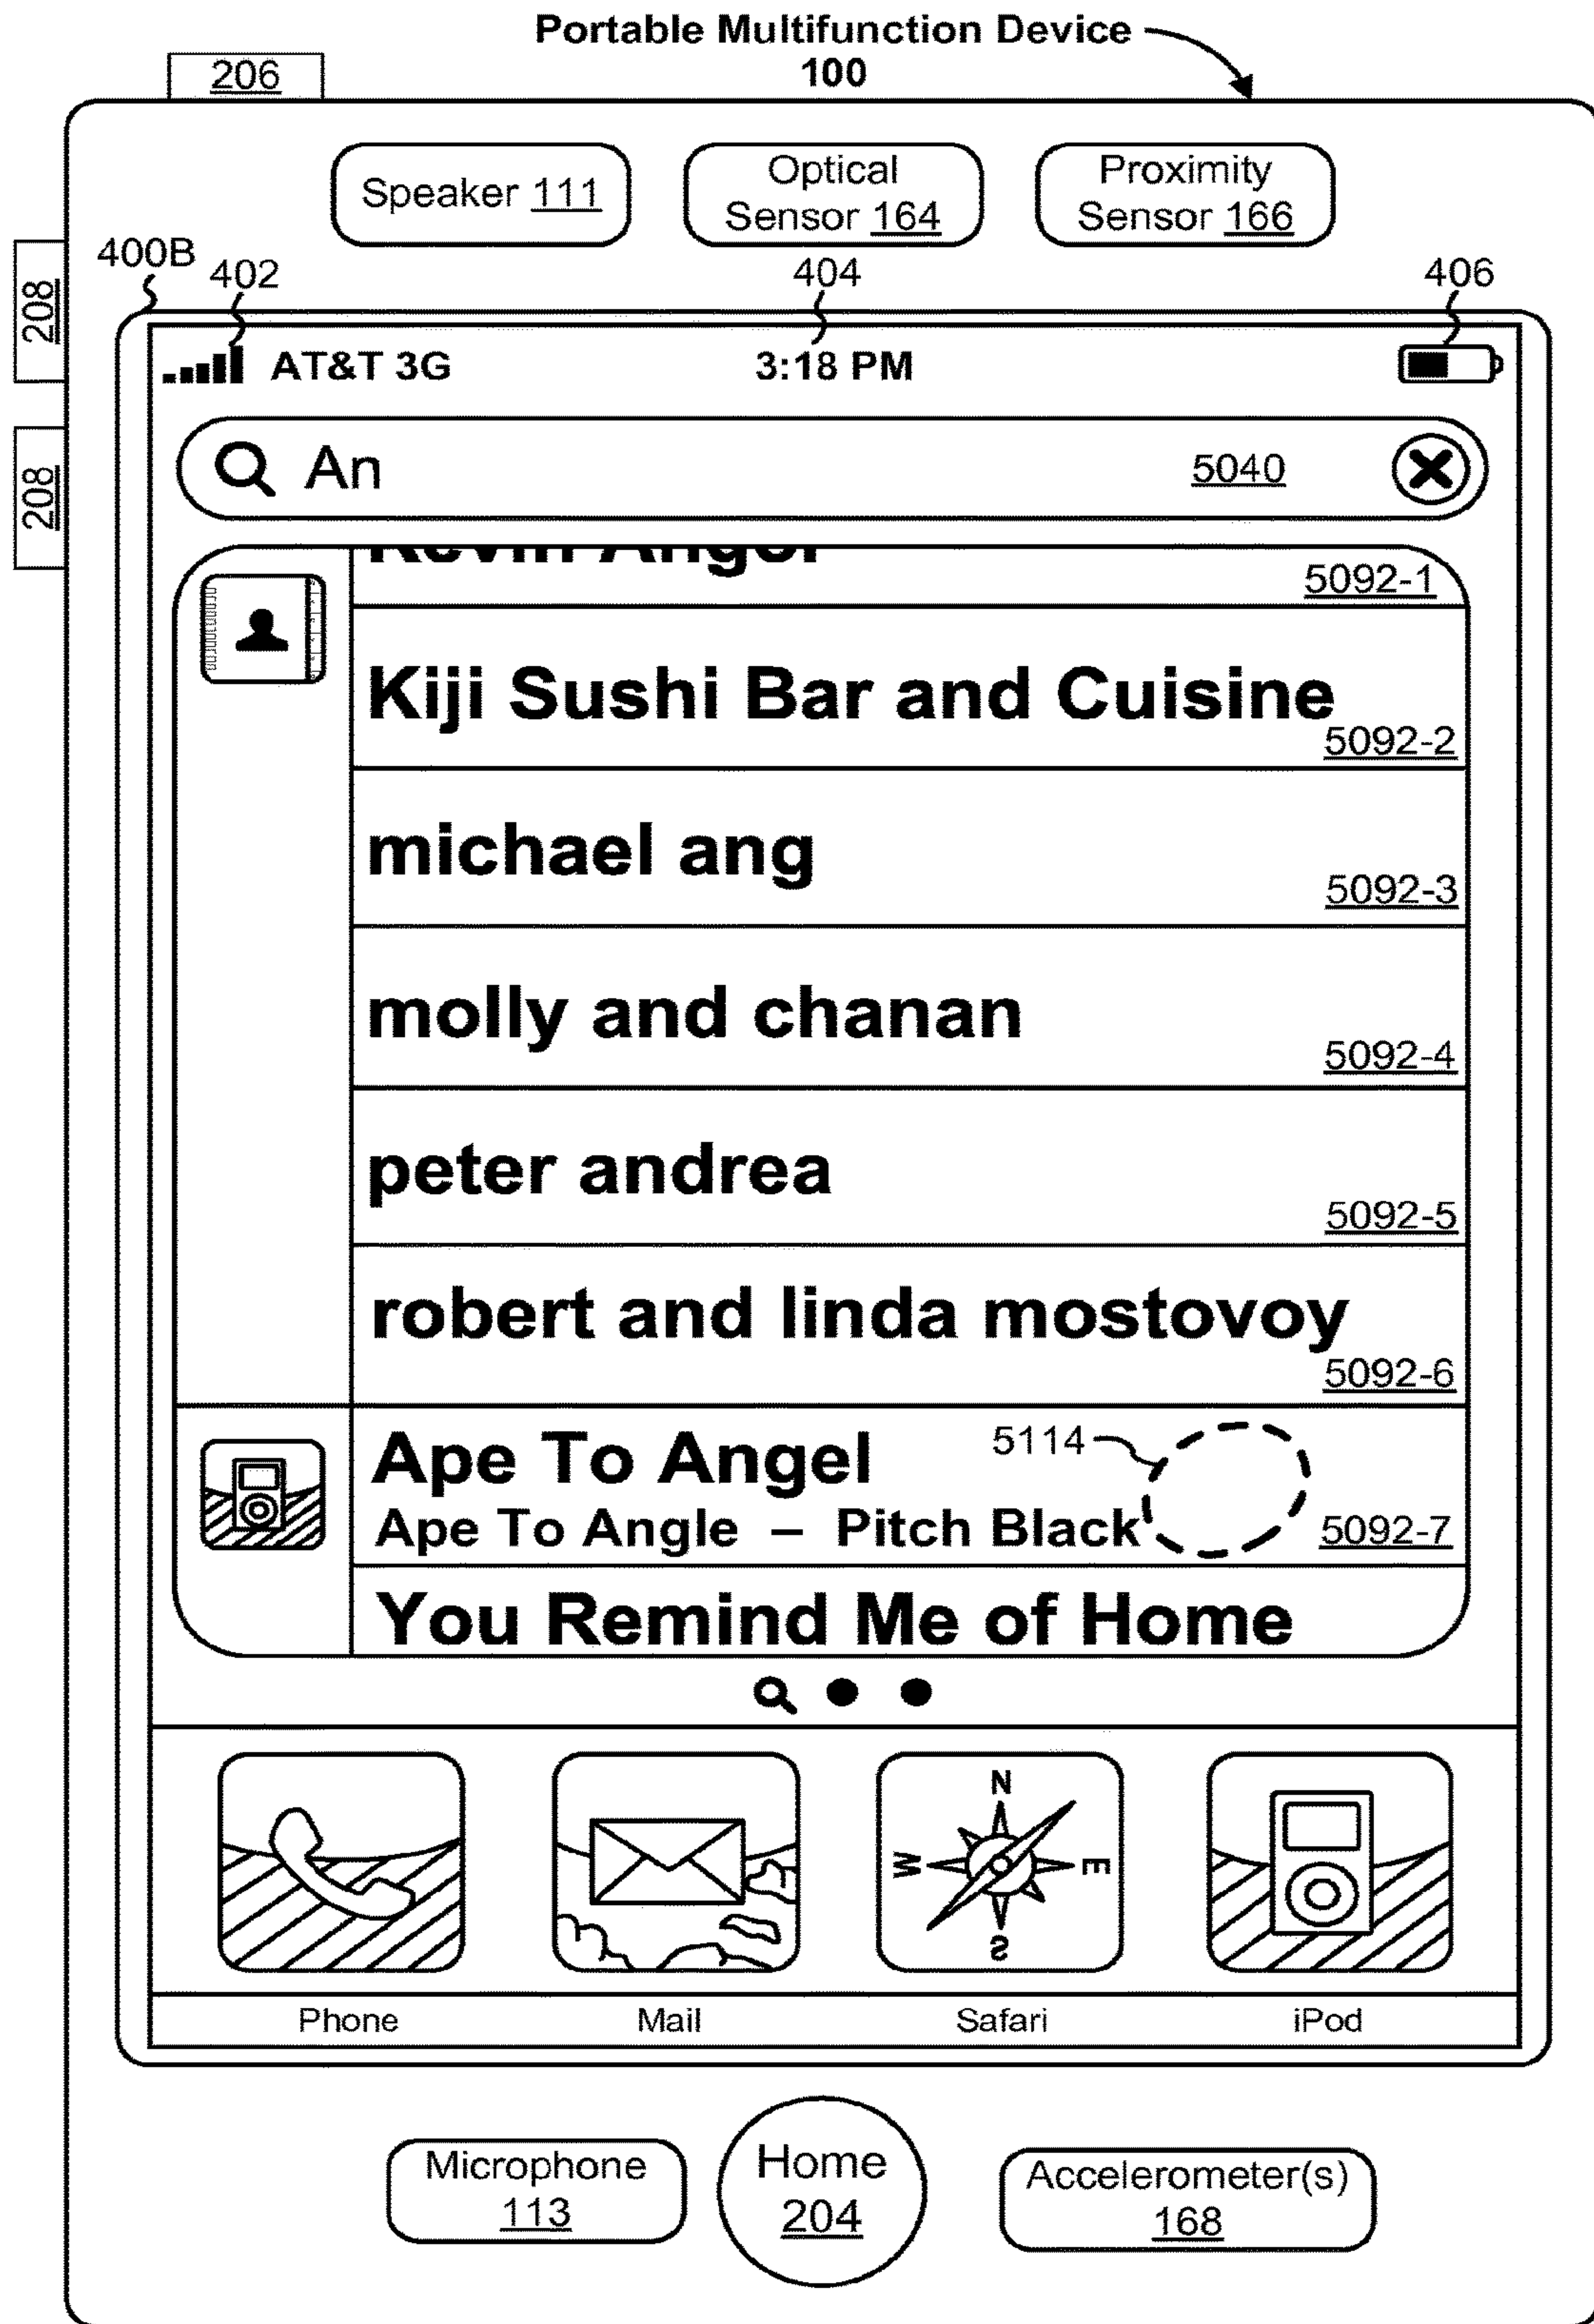 Portable Multifunction Device
100
206
Speaker 111
Optical
Sensor 164
Proximity
Sensor 166
208
208
400B
402
404
406
AT&T 3G
3:18 PM
An
5040
Kevin Angel
5092-1
Kiji Sushi Bar and Cuisine
5092-2
michael ang
5092-3
molly and chanan
5092-4
peter andrea
5092-5
robert and linda mostovoy
5092-6
Ape To Angel
5114
Ape To Angle – Pitch Black
5092-7
You Remind Me of Home
N
W
E
S
Phone
Mail
Safari
iPod
Microphone
113
Home
204
Accelerometer(s)
168